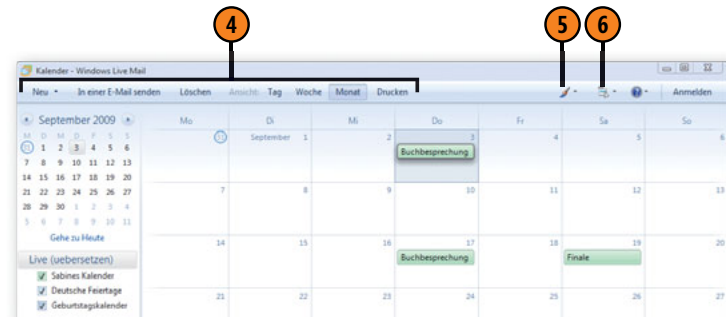 4 5 6
Kalender - Windows Live Mail
Neu In einer E-Mail senden Löschen Ansicht: Tag Woche Monat Drucken Anmelden
September 2009 Mo Di Mi Do Fr Sa So
M D M D F S S
31 1 2 3 4 5 6
31 September 1 2 3 4 5 6
Buchbesprechung
7 8 9 10 11 12 13
14 15 16 17 18 19 20
21 22 23 24 25 26 27
28 29 30 1 2 3 4
5 6 7 8 9 10 11
7 8 9 10 11 12 13
Gehe zu Heute
14 15 16 17 18 19 20
Live (uebersetzen) Buchbesprechung Finale
Sabines Kalender
Deutsche Feiertage
Geburtstagskalender
21 22 23 24 25 26 27